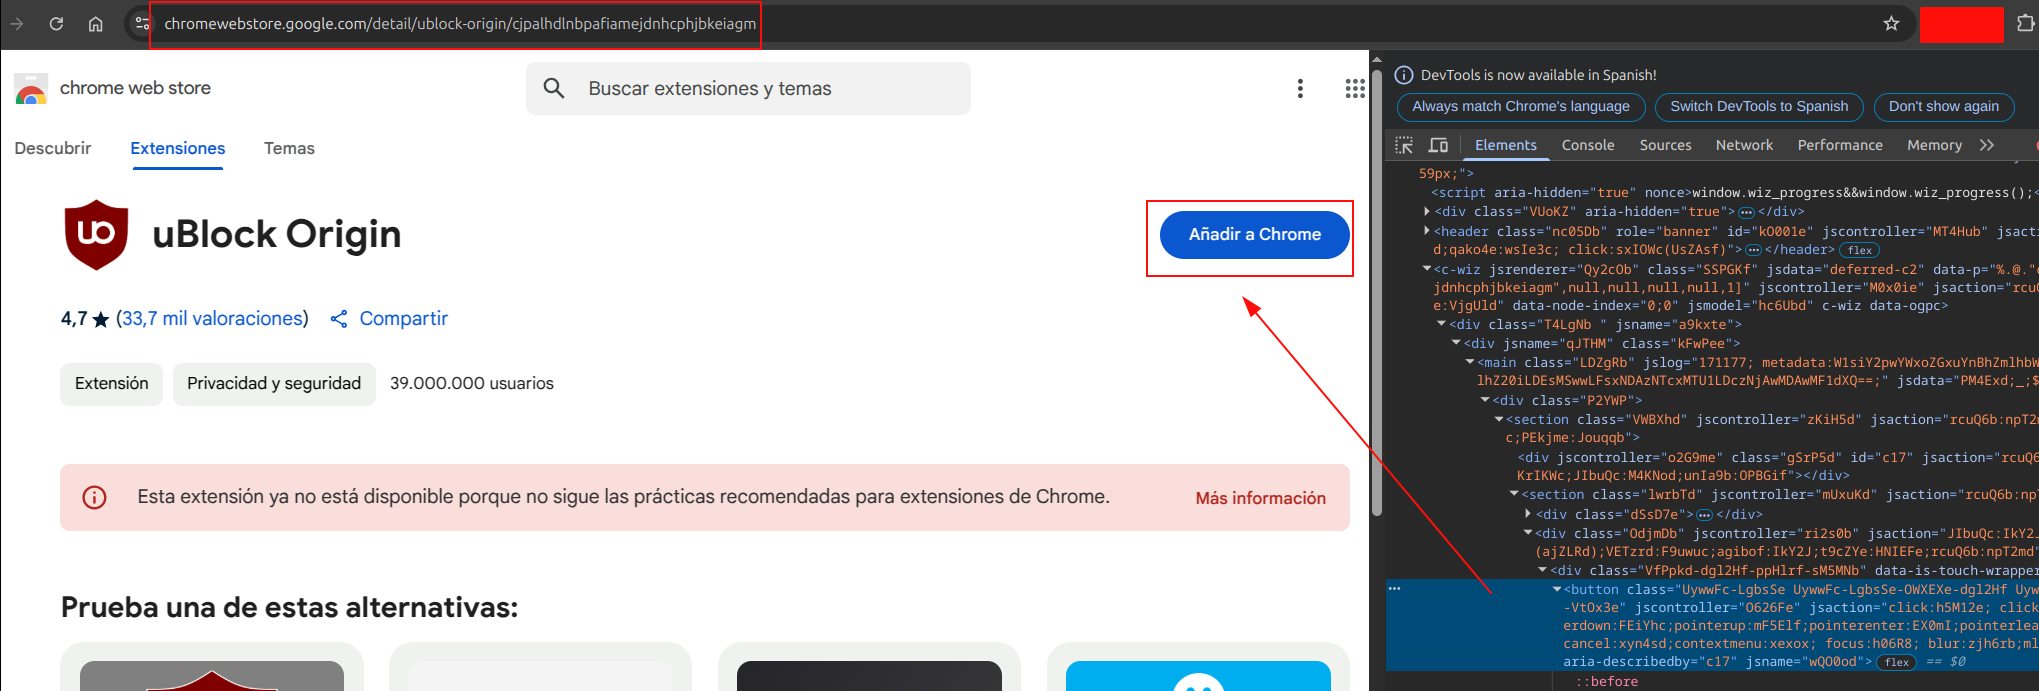 chromewebstore.google.com/detail/ublock-origin/cjpalhdlnbpafiamejdnhcphjbkeiagm
chrome web store
Buscar extensiones y temas
Descubrir
Extensiones
Temas
uBlock Origin
Añadir a Chrome
4,7★ (33,7 mil valoraciones)
Compartir
Extensión
Privacidad y seguridad
39.000.000 usuarios
Esta extensión ya no está disponible porque no sigue las prácticas recomendadas para extensiones de Chrome.
Más información
Prueba una de estas alternativas:
DevTools is now available in Spanish!
Always match Chrome's language
Switch DevTools to Spanish
Don't show again
Elements
Console
Sources
Network
Performance
Memory
59px;">
<script aria-hidden="true" nonce>window.wiz_progress&&window.wiz_progress();<
<div class="VUoKZ" aria-hidden="true">…</div>
<header class="nc05Db" role="banner" id="kO001e" jscontroller="MT4Hub" jsacti
d;qako4e:wsIe3c; click:sxIOWc(UsZAsf)">…</header> flex
<c-wiz jsrenderer="Qy2cOb" class="SSPGKf" jsdata="deferred-c2" data-p="%.@."
jdnhcphjbkeiagm",null,null,null,null,1]" jscontroller="M0x0ie" jsaction="rcuQ
e:VjgUld" data-node-index="0;0" jsmodel="hc6Ubd" c-wiz data-ogpc>
<div class="T4LgNb " jsname="a9kxte">
<div jsname="qJTHM" class="kFwPee">
<main class="LDZgRb" jslog="171177; metadata:W1siY2pwYWxoZGxuYnBhZmlhbW
lhZ20iLDEsMSwwLFsxNDAzNTcxMTU1LDczNjAwMDAwMF1dXQ==;" jsdata="PM4Exd;_;$
<div class="P2YWP">
<section class="VWBXhd" jscontroller="zKiH5d" jsaction="rcuQ6b:npT2m
c;PEkjme:Jouqqb">
<div jscontroller="o2G9me" class="gSrP5d" id="c17" jsaction="rcuQ6
KrIKWc;JIbuQc:M4KNod;unIa9b:OPBGif"></div>
<section class="lwrbTd" jscontroller="mUxuKd" jsaction="rcuQ6b:npT
<div class="dSsD7e">…</div>
<div class="OdjmDb" jscontroller="ri2s0b" jsaction="JIbuQc:IkY2J
(ajZLRd);VETzrd:F9uwuc;agibof:IkY2J;t9cZYe:HNIEFe;rcuQ6b:npT2md"
<div class="VfPpkd-dgl2Hf-ppHlrf-sM5MNb" data-is-touch-wrapper
<button class="UywwFc-LgbsSe UywwFc-LgbsSe-OWXEXe-dgl2Hf Uyw
-VtOx3e" jscontroller="O626Fe" jsaction="click:h5M12e; click
erdown:FEiYhc;pointerup:mF5Elf;pointerenter:EX0mI;pointerlea
cancel:xyn4sd;contextmenu:xexox; focus:h06R8; blur:zjh6rb;ml
aria-describedby="c17" jsname="wQO0od"> flex == $0
::before